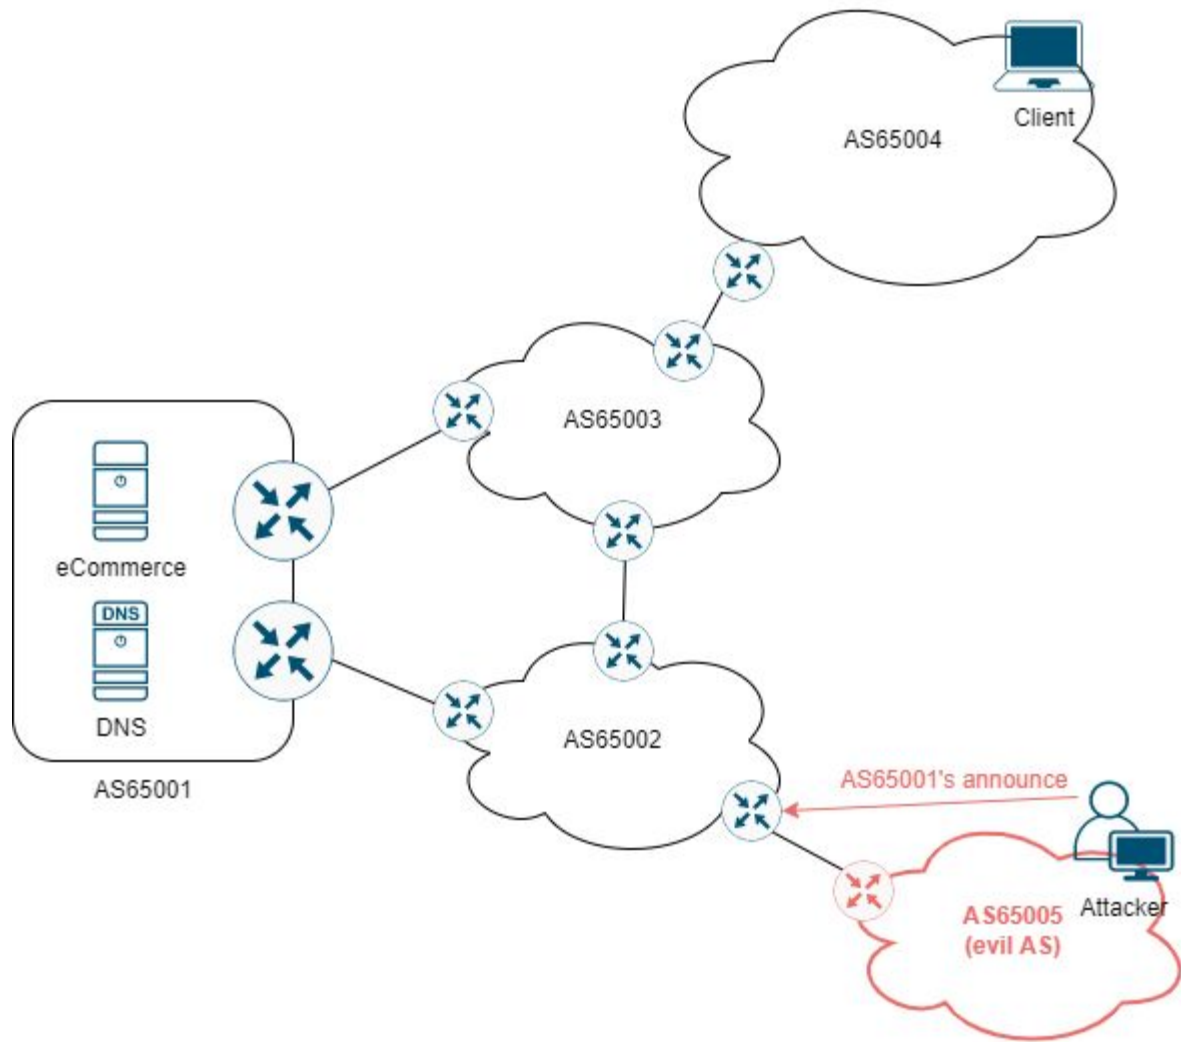 Client
AS65004
AS65003
eCommerce
DNS
DNS
AS65001
AS65002
AS65001's announce
Attacker
AS65005
(evil AS)